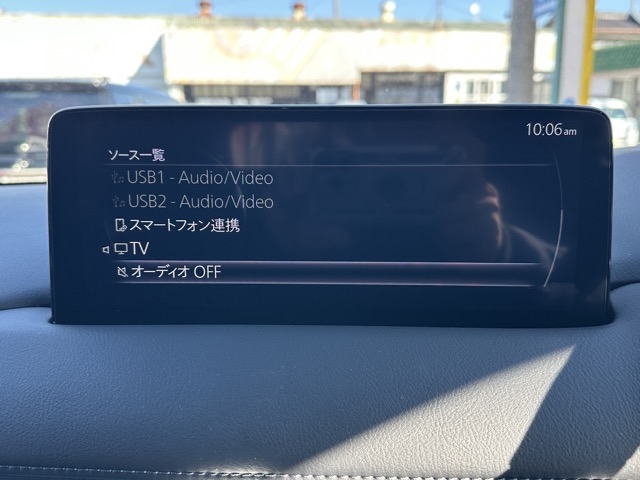 10:06am
ソース一覧
USB1 - Audio/Video
USB2 - Audio/Video
スマートフォン連携
TV
オーディオ OFF